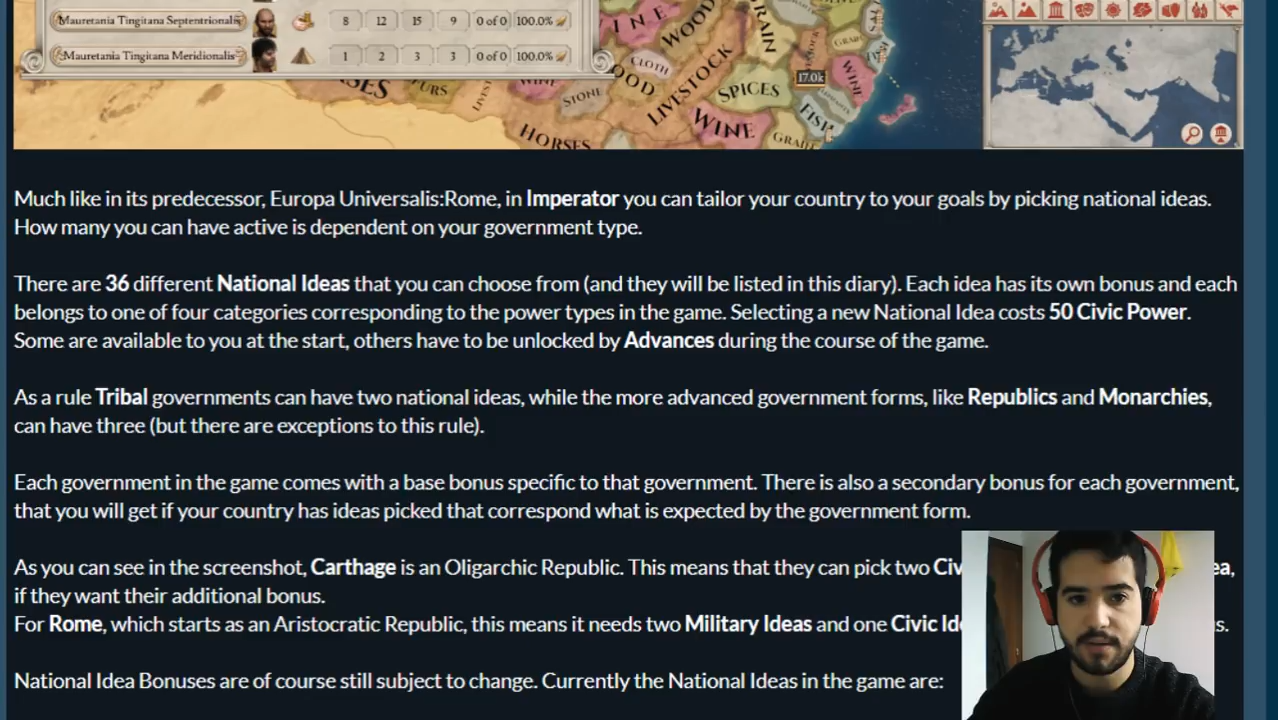 Mauretania Tingitana Septentrionalis 8 12 15 9 0 of 0 100.0%
Mauretania Tingitana Meridionalis 1 2 3 3 0 of 0 100.0%
WINE
WOOD
GRAIN
GRAIN
CLOTH
WOOD
LIVESTOCK
17.0k
WINE
FURS
STONE
SPICES
WINE
FISH
HORSES
GRAIN
Much like in its predecessor, Europa Universalis:Rome, in Imperator you can tailor your country to your goals by picking national ideas.
How many you can have active is dependent on your government type.
There are 36 different National Ideas that you can choose from (and they will be listed in this diary). Each idea has its own bonus and each
belongs to one of four categories corresponding to the power types in the game. Selecting a new National Idea costs 50 Civic Power.
Some are available to you at the start, others have to be unlocked by Advances during the course of the game.
As a rule Tribal governments can have two national ideas, while the more advanced government forms, like Republics and Monarchies,
can have three (but there are exceptions to this rule).
Each government in the game comes with a base bonus specific to that government. There is also a secondary bonus for each government,
that you will get if your country has ideas picked that correspond what is expected by the government form.
As you can see in the screenshot, Carthage is an Oligarchic Republic. This means that they can pick two Civ ea,
if they want their additional bonus.
For Rome, which starts as an Aristocratic Republic, this means it needs two Military Ideas and one Civic Ide s.
National Idea Bonuses are of course still subject to change. Currently the National Ideas in the game are: